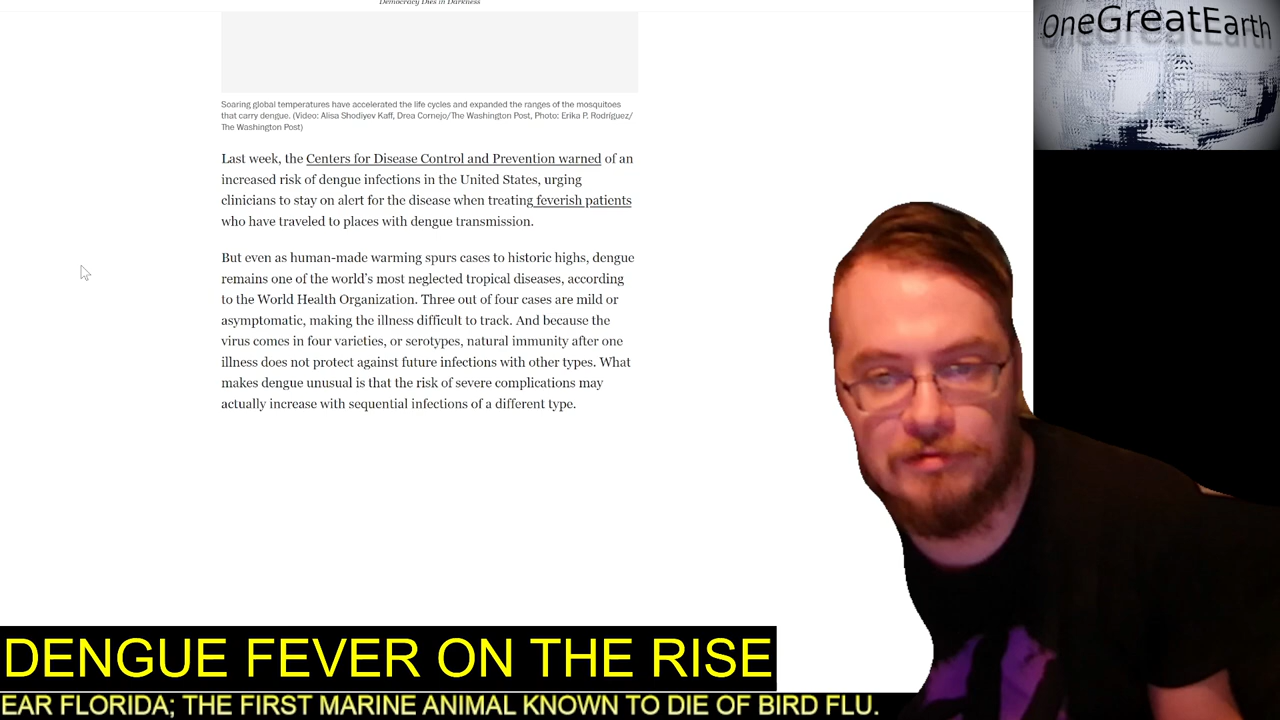 Democracy Dies in Darkness
OneGreatEarth
Soaring global temperatures have accelerated the life cycles and expanded the ranges of the mosquitoes
that carry dengue. (Video: Alisa Shodiyev Kaff, Drea Cornejo/The Washington Post, Photo: Erika P. Rodríguez/
The Washington Post)
Last week, the Centers for Disease Control and Prevention warned of an
increased risk of dengue infections in the United States, urging
clinicians to stay on alert for the disease when treating feverish patients
who have traveled to places with dengue transmission.
But even as human-made warming spurs cases to historic highs, dengue
remains one of the world's most neglected tropical diseases, according
to the World Health Organization. Three out of four cases are mild or
asymptomatic, making the illness difficult to track. And because the
virus comes in four varieties, or serotypes, natural immunity after one
illness does not protect against future infections with other types. What
makes dengue unusual is that the risk of severe complications may
actually increase with sequential infections of a different type.
DENGUE FEVER ON THE RISE
EAR FLORIDA; THE FIRST MARINE ANIMAL KNOWN TO DIE OF BIRD FLU.